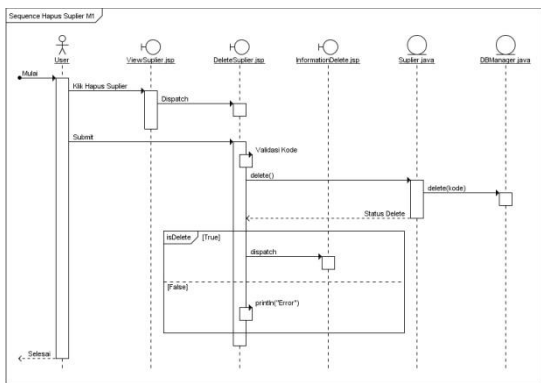 Sequence Hapus Suplier M1
User
ViewSuplier.jsp
DeleteSuplier.jsp
InformationDelete.jsp
Suplier.java
DBManager.java
Mulai
Klik Hapus Suplier
Dispatch
Submit
Validasi Kode
delete()
delete(kode)
Status Delete
isDelete [True]
dispatch
[False]
println("Error")
Selesai